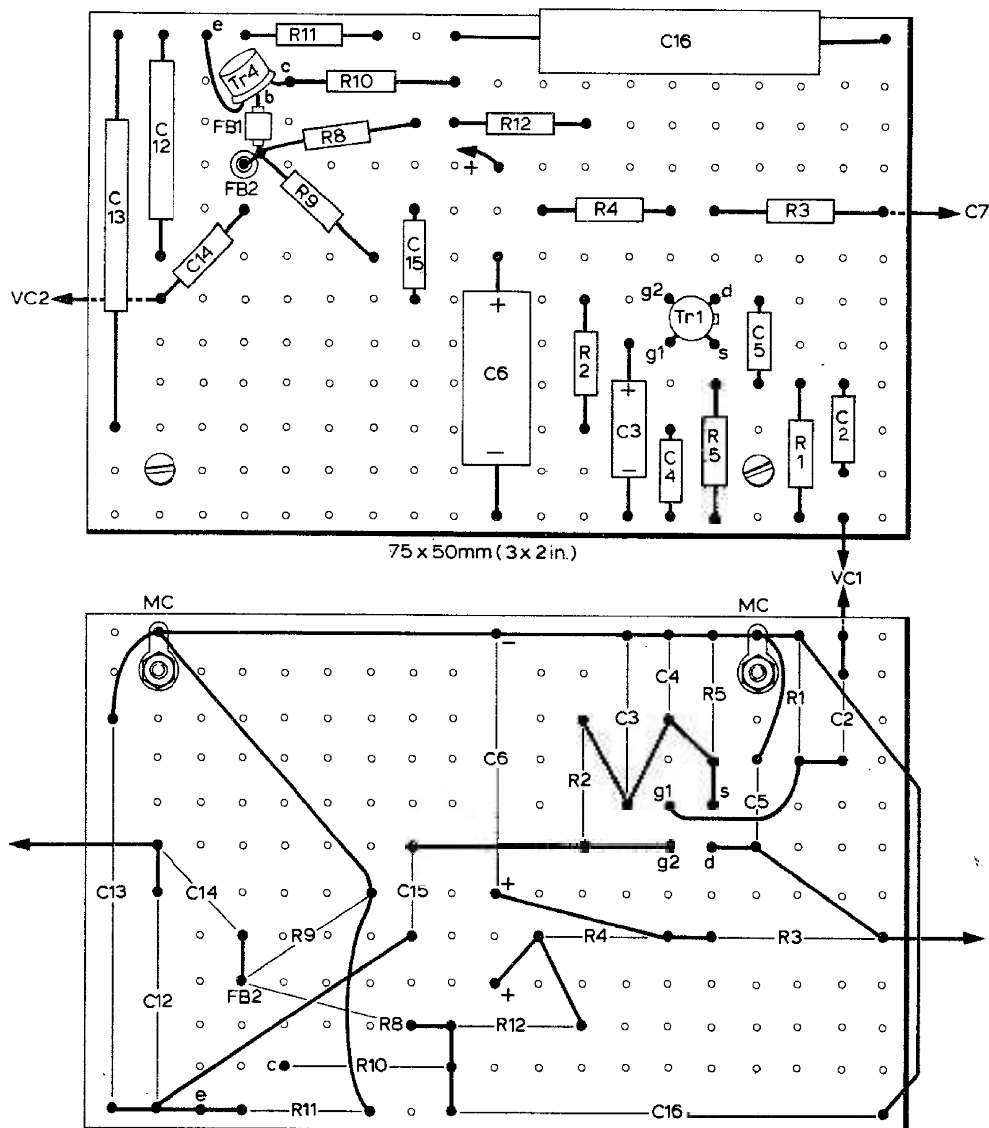 e
R11
C16
Tr4
c
R10
b
C12
FB1
R8
R12
+
FB2
R9
C13
R4
R3
C7
C14
C15
VC2
g2
d
+
Tr1
C5
R2
g1
s
C6
+
C3
R5
R1
C2
C4
−
−
75 x 50mm (3 x 2 in.)
VC1
MC
MC
−
C4
R5
R1
C3
C2
C6
R2
g1
s
C5
g2
d
C13
C14
C15
+
R9
R4
R3
FB2
+
C12
R8
R12
c
R10
e
R11
C16